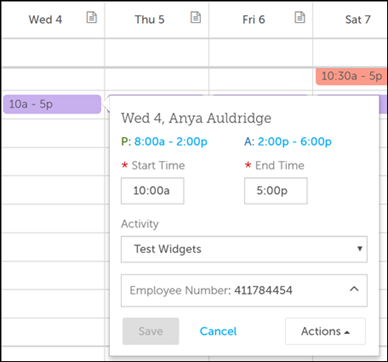 Wed 4 Thu 5 Fri 6 Sat 7
10:30a - 5p
10a - 5p
Wed 4, Anya Auldridge
P: 8:00a - 2:00p A: 2:00p - 6:00p
* Start Time * End Time
10:00a 5:00p
Activity
Test Widgets
Employee Number: 411784454
Save Cancel Actions